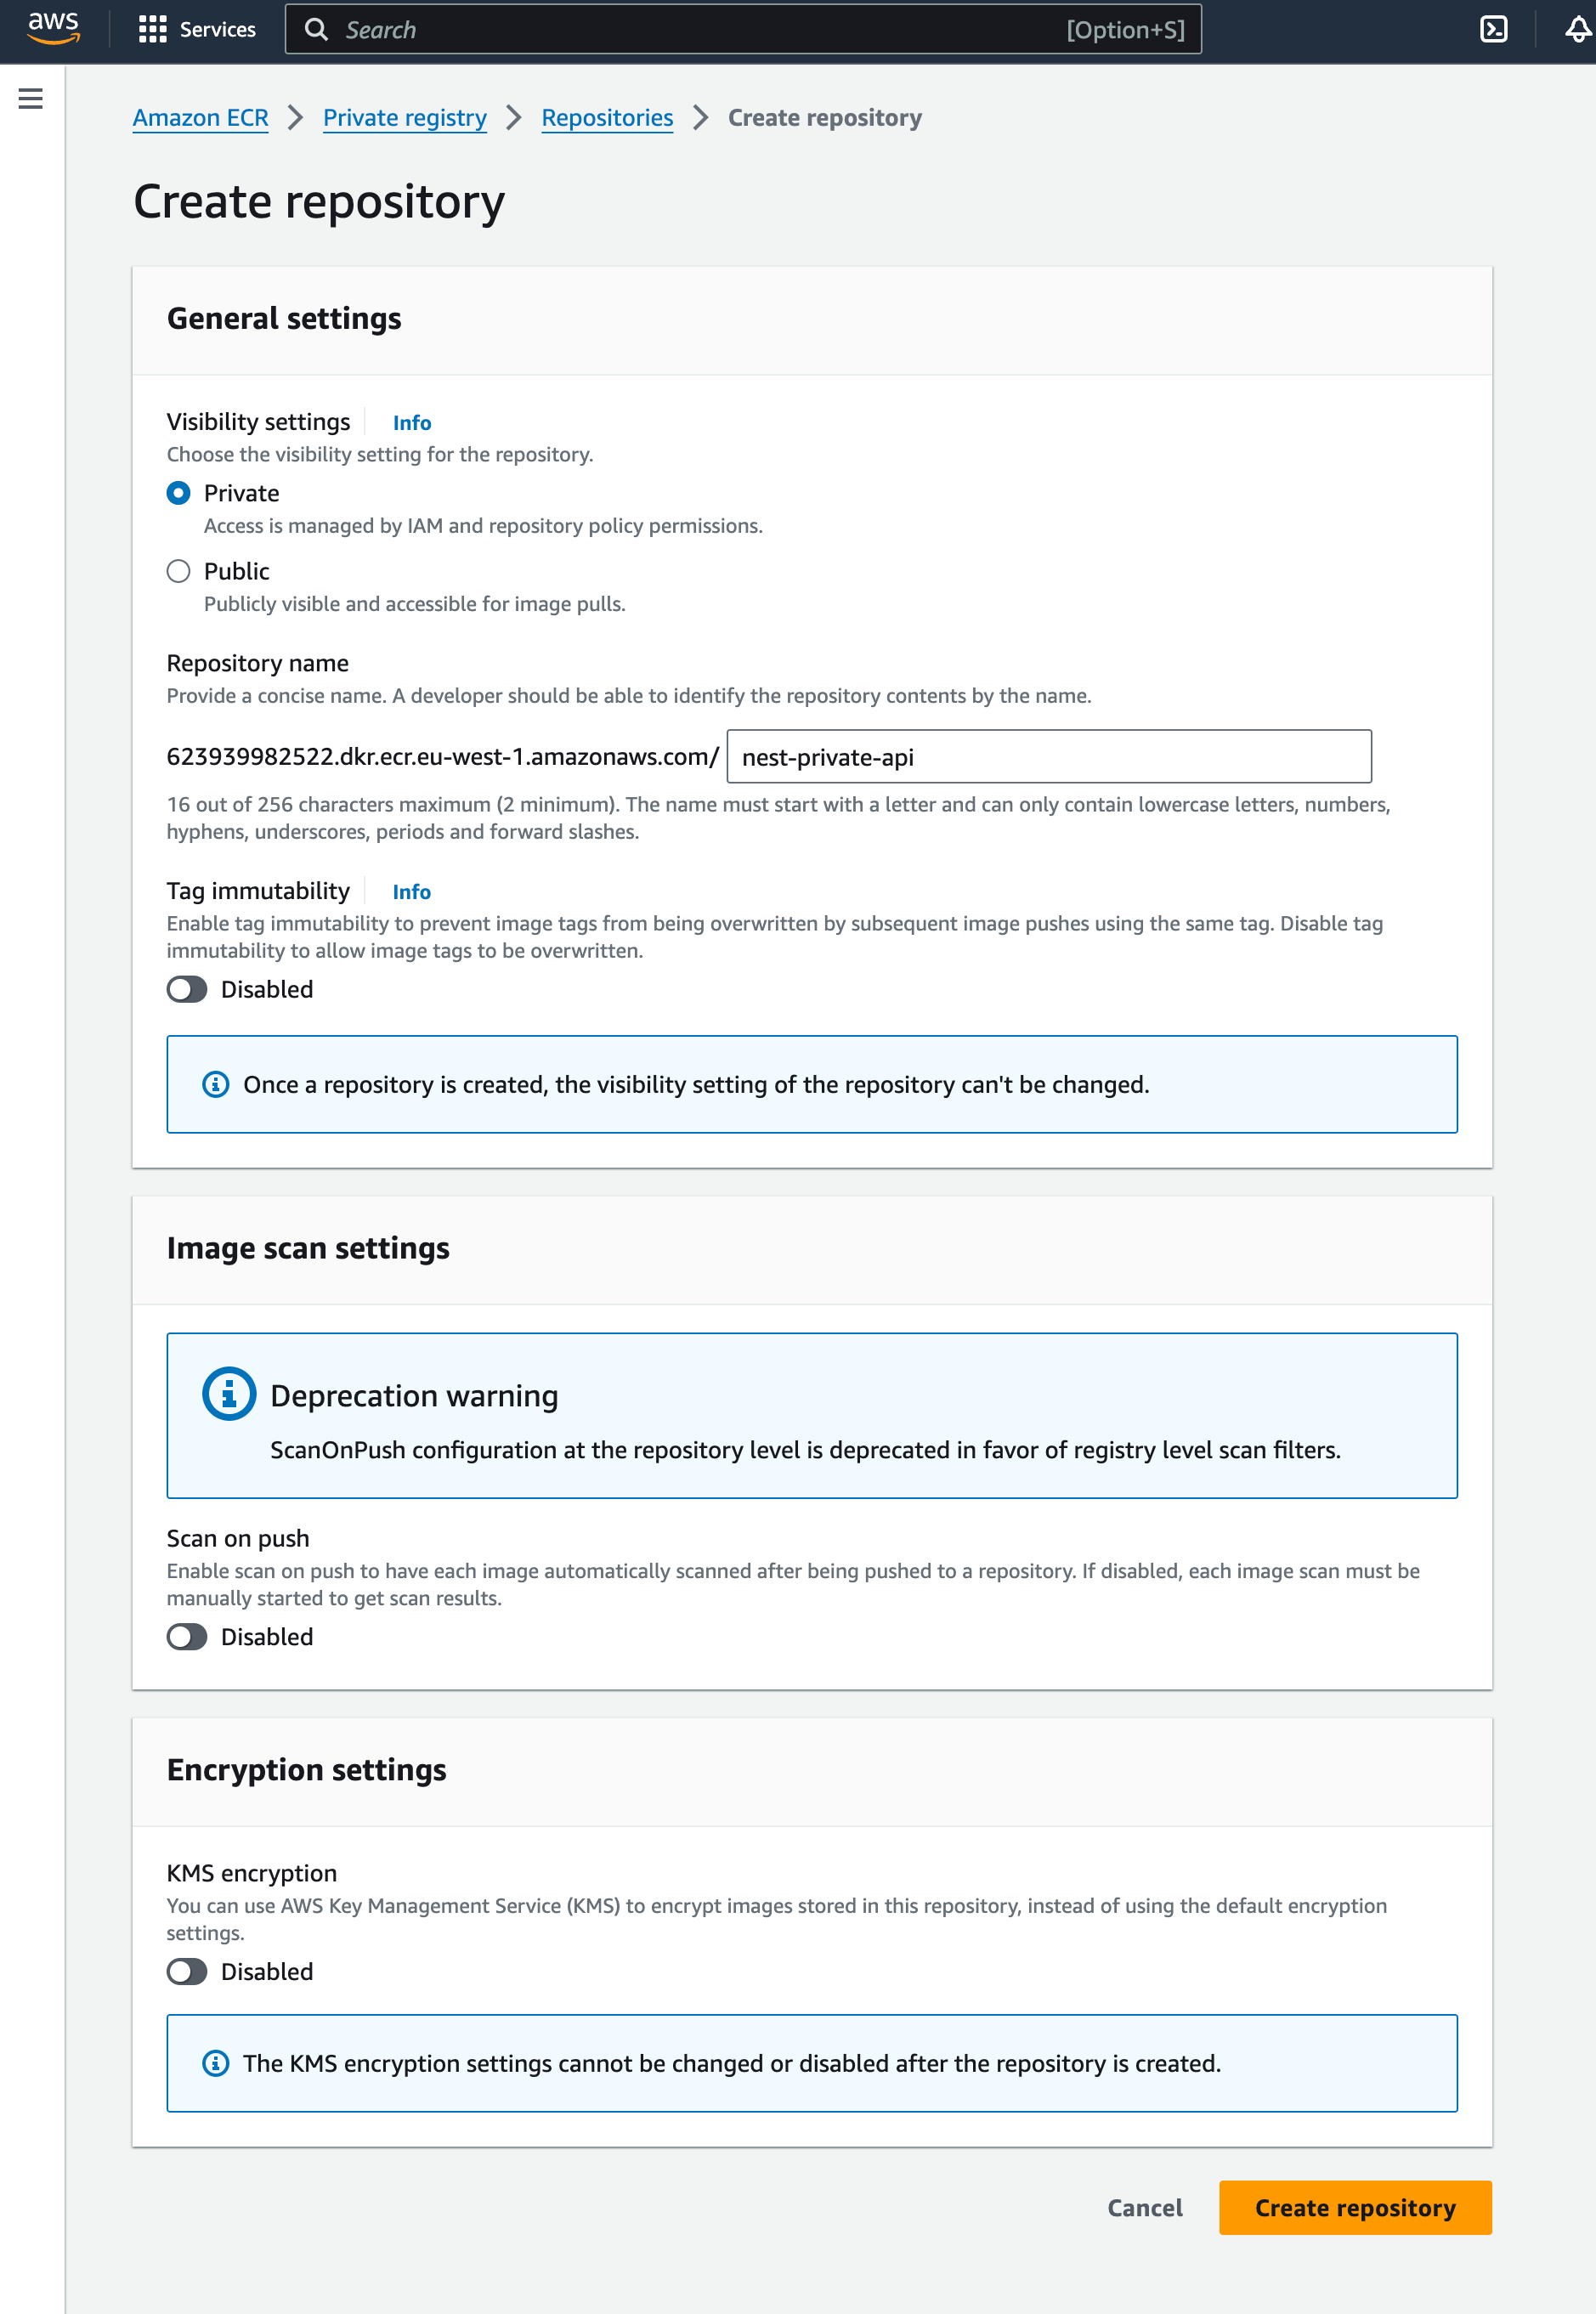 aws Services Search [Option+S]
Amazon ECR > Private registry > Repositories > Create repository
Create repository
General settings
Visibility settings Info
Choose the visibility setting for the repository.
Private
Access is managed by IAM and repository policy permissions.
Public
Publicly visible and accessible for image pulls.
Repository name
Provide a concise name. A developer should be able to identify the repository contents by the name.
623939982522.dkr.ecr.eu-west-1.amazonaws.com/ nest-private-api
16 out of 256 characters maximum (2 minimum). The name must start with a letter and can only contain lowercase letters, numbers,
hyphens, underscores, periods and forward slashes.
Tag immutability Info
Enable tag immutability to prevent image tags from being overwritten by subsequent image pushes using the same tag. Disable tag
immutability to allow image tags to be overwritten.
Disabled
Once a repository is created, the visibility setting of the repository can't be changed.
Image scan settings
Deprecation warning
ScanOnPush configuration at the repository level is deprecated in favor of registry level scan filters.
Scan on push
Enable scan on push to have each image automatically scanned after being pushed to a repository. If disabled, each image scan must be
manually started to get scan results.
Disabled
Encryption settings
KMS encryption
You can use AWS Key Management Service (KMS) to encrypt images stored in this repository, instead of using the default encryption
settings.
Disabled
The KMS encryption settings cannot be changed or disabled after the repository is created.
Cancel Create repository